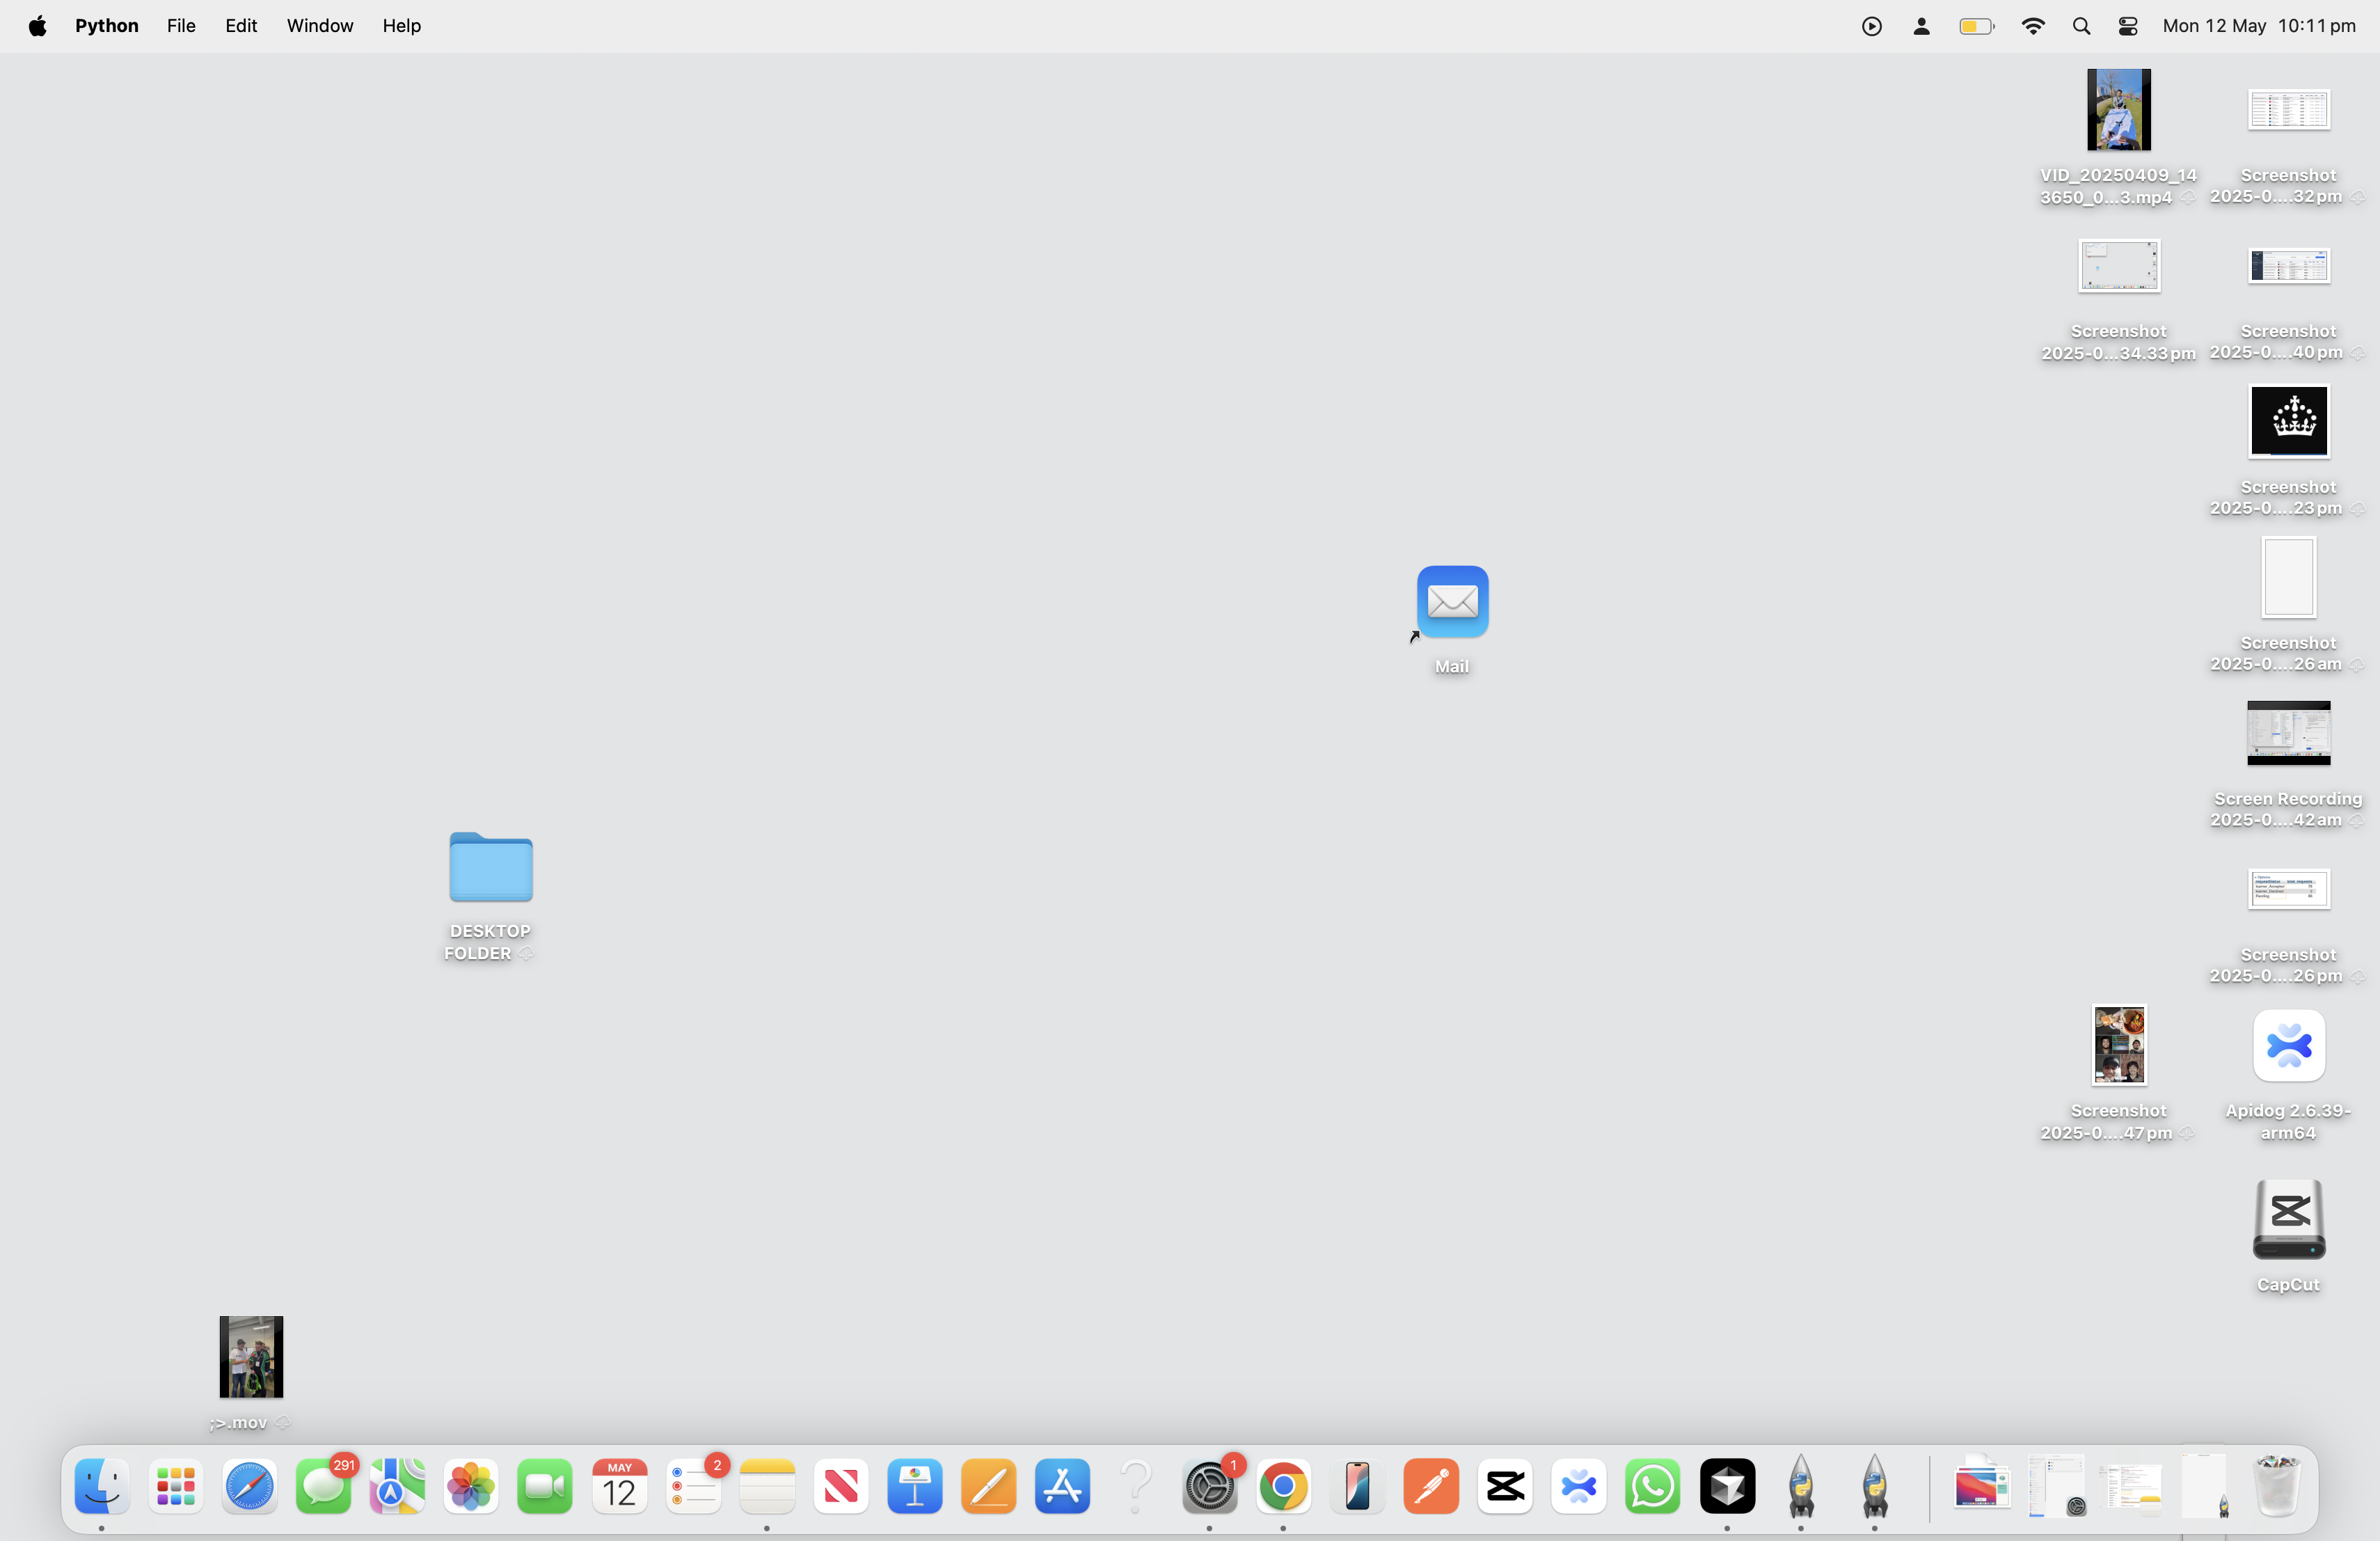 Python File Edit Window Help Mon 12 May 10:11 pm
VID_20250409_14
3650_0...3.mp4
Screenshot
2025-0....32 pm
Screenshot
2025-0...34.33 pm
Screenshot
2025-0....40 pm
Screenshot
2025-0....23 pm
Mail
Screenshot
2025-0....26 am
Screen Recording
2025-0....42 am
DESKTOP
FOLDER
Screenshot
2025-0....26 pm
Screenshot
2025-0....47 pm
Apidog 2.6.39-
arm64
CapCut
;>.mov
291
MAY
12
2
1